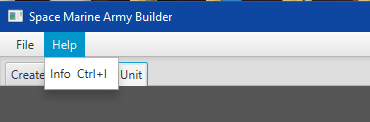 Space Marine Army Builder
File Help
Info Ctrl+I
Create Unit